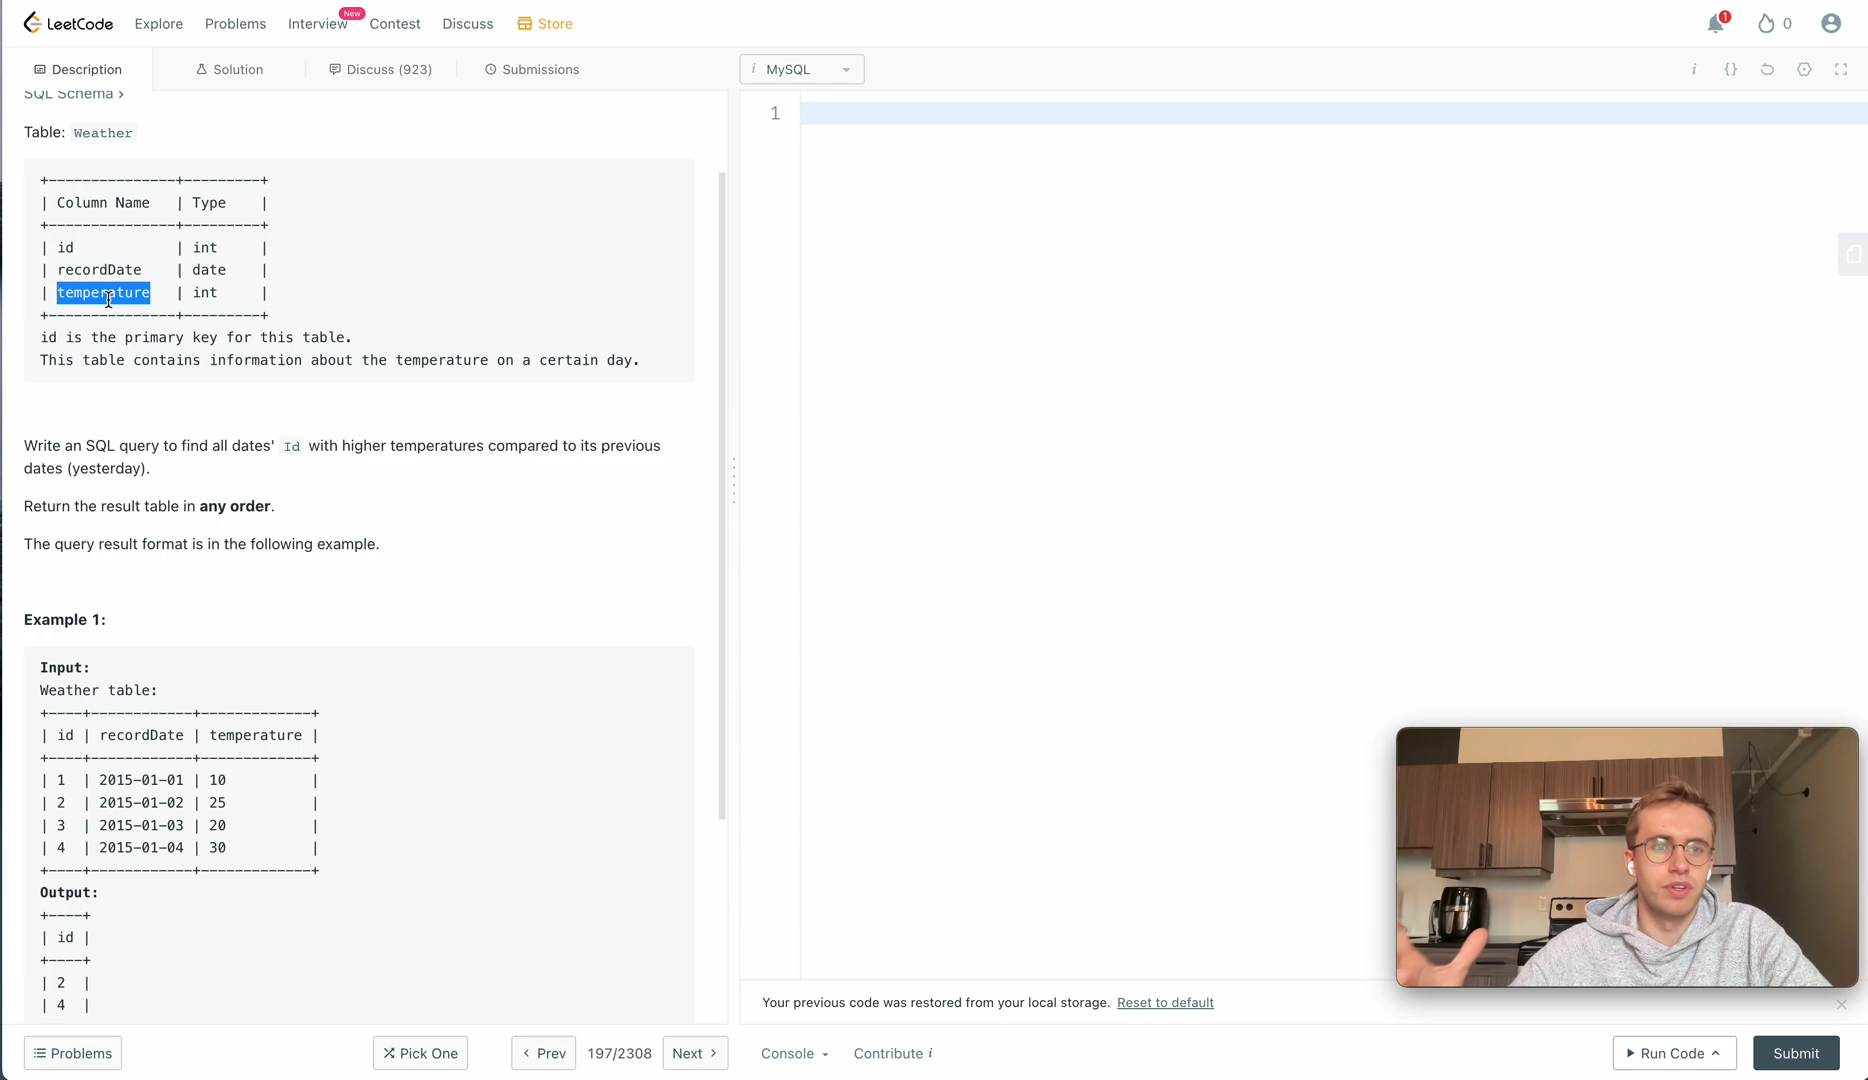 LeetCode Explore Problems Interview New Contest Discuss Store 1 0
Description Solution Discuss (923) Submissions i MySQL i {}
SQL Schema >
Table: Weather
+---------------+---------+
| Column Name   | Type    |
+---------------+---------+
| id            | int     |
| recordDate    | date    |
| temperature   | int     |
+---------------+---------+
id is the primary key for this table.
This table contains information about the temperature on a certain day.
1
Write an SQL query to find all dates' Id with higher temperatures compared to its previous
dates (yesterday).
Return the result table in any order.
The query result format is in the following example.
Example 1:
Input:
Weather table:
+----+------------+-------------+
| id | recordDate | temperature |
+----+------------+-------------+
| 1  | 2015-01-01 | 10          |
| 2  | 2015-01-02 | 25          |
| 3  | 2015-01-03 | 20          |
| 4  | 2015-01-04 | 30          |
+----+------------+-------------+
Output:
+----+
| id |
+----+
| 2  |
| 4  |
Your previous code was restored from your local storage. Reset to default
Problems Pick One < Prev 197/2308 Next > Console Contribute i Run Code Submit